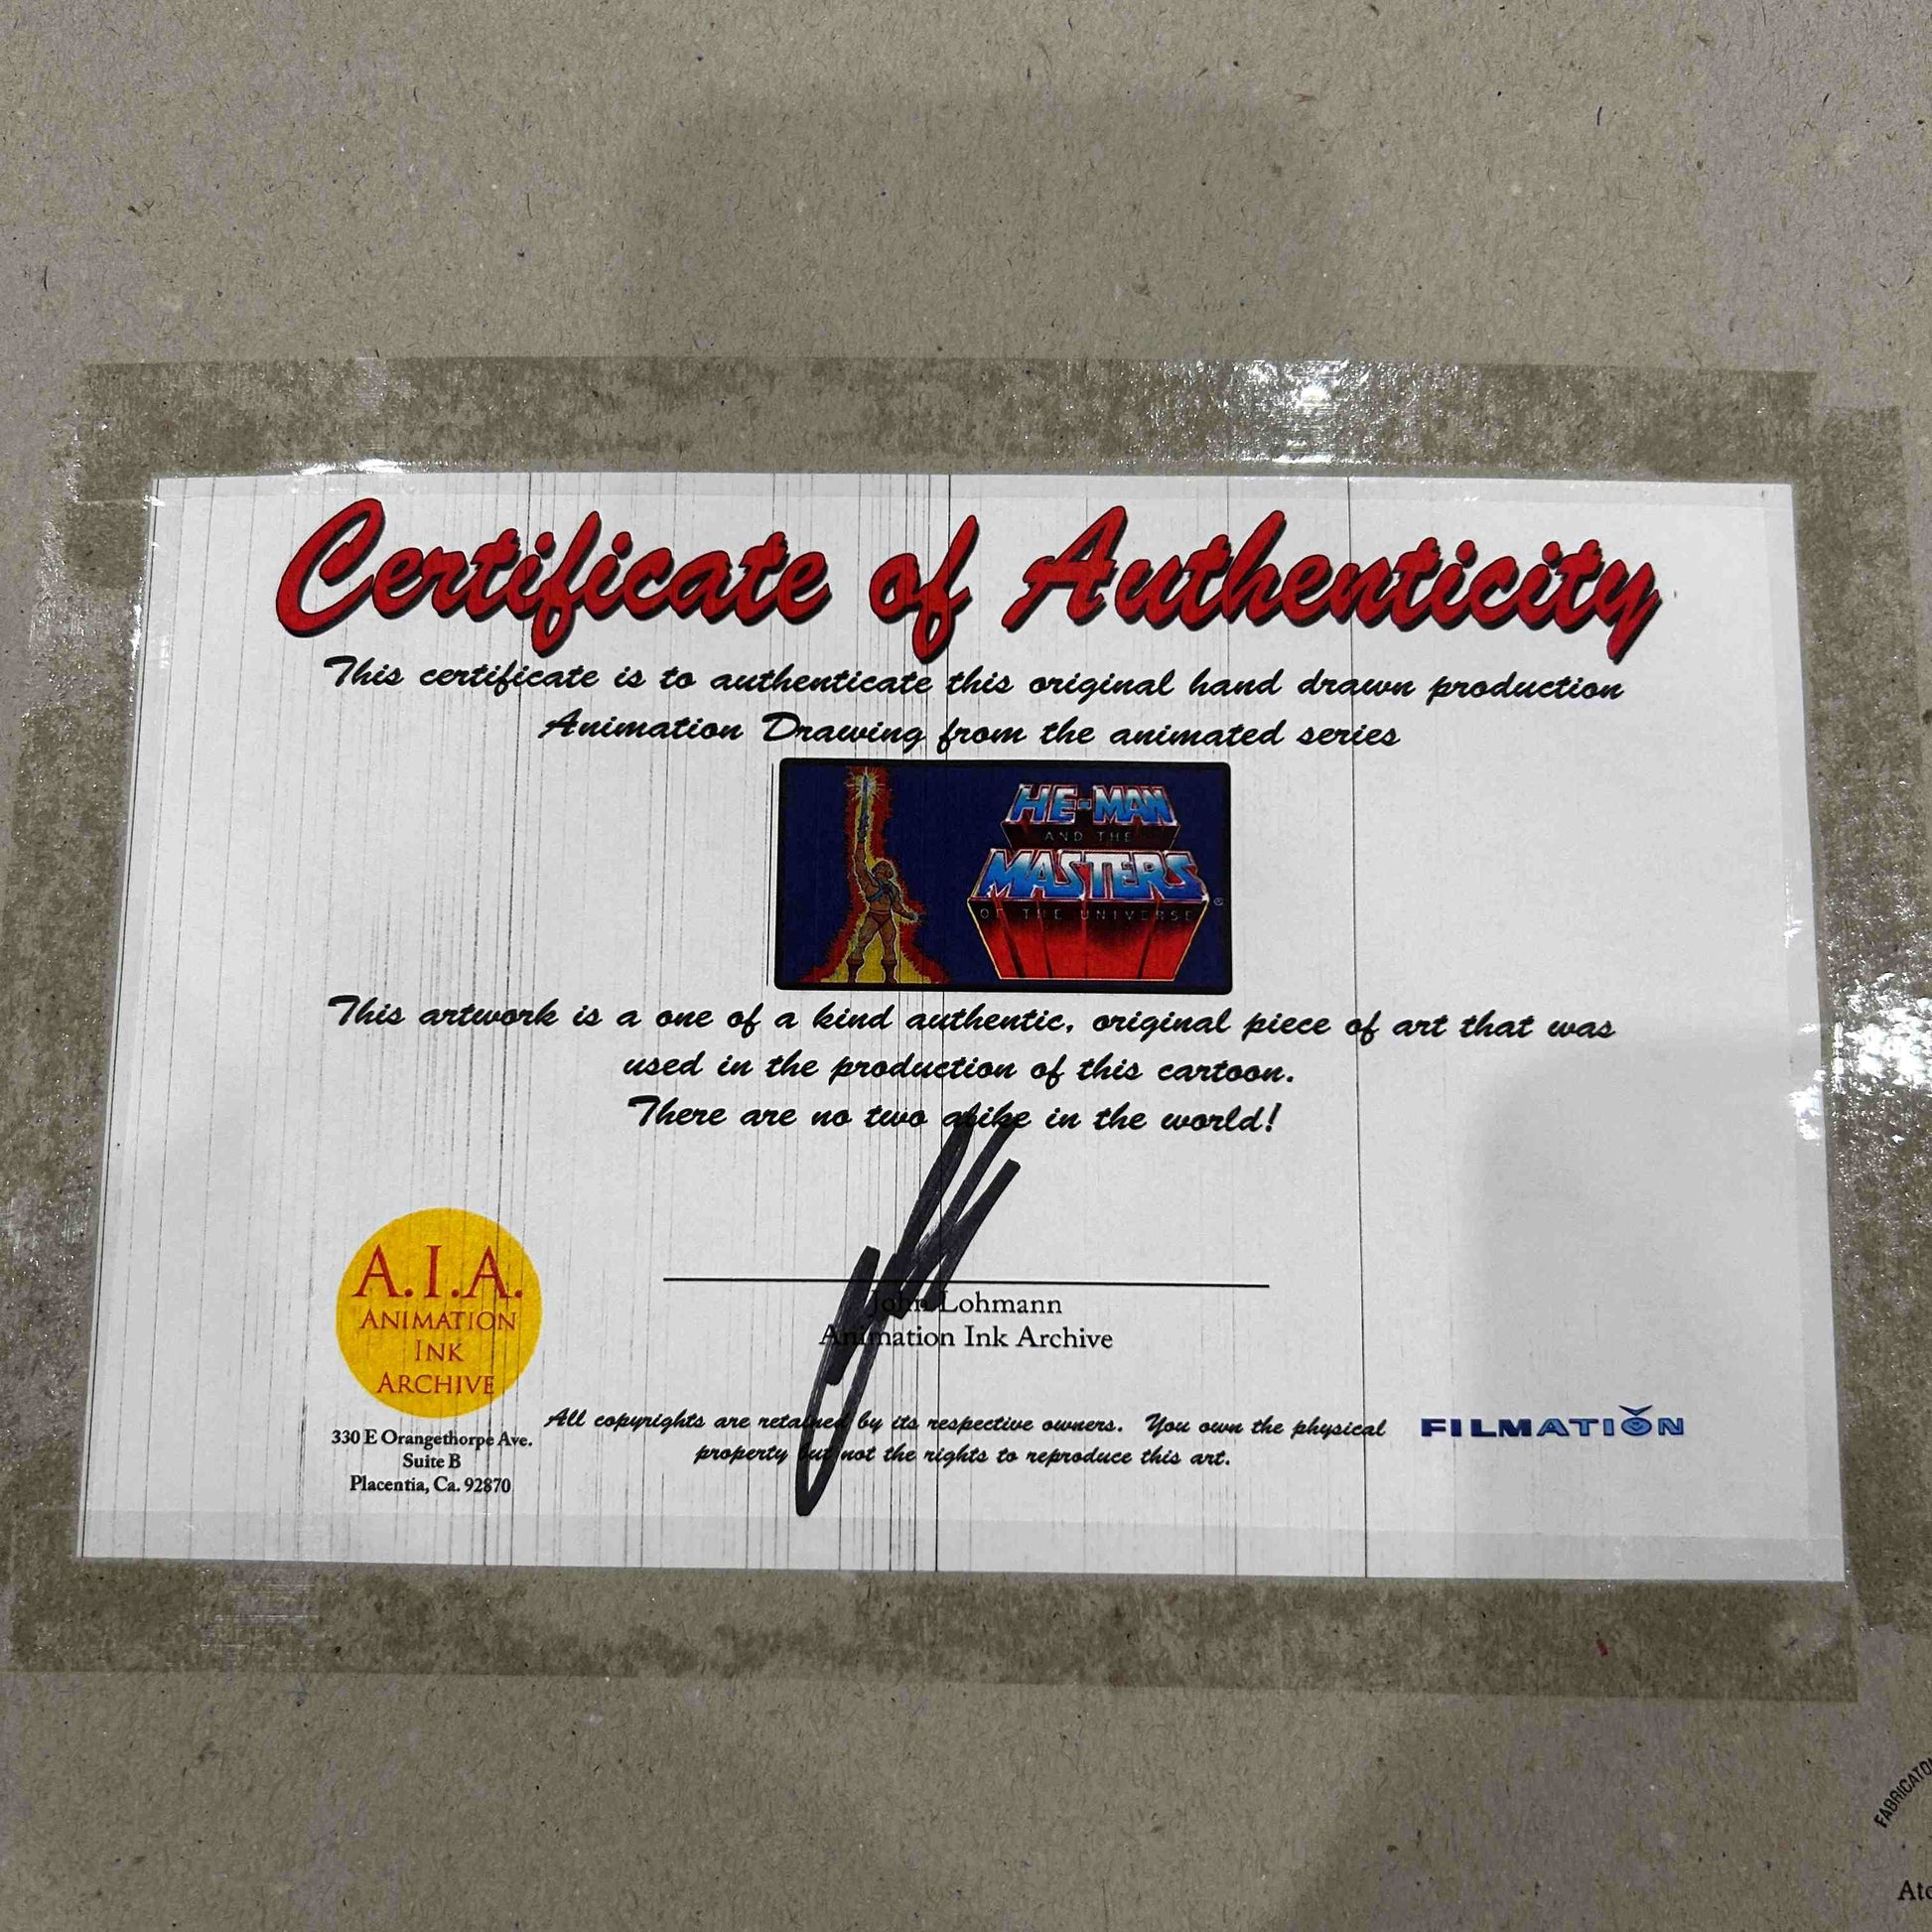 Certificate of Authenticity
This certificate is to authenticate this original hand drawn production
Animation Drawing from the animated series
HE-MAN
AND THE
MASTERS
OF THE UNIVERSE
®
This artwork is a one of a kind authentic, original piece of art that was
used in the production of this cartoon.
There are no two alike in the world!
John Lohmann
Animation Ink Archive
A.I.A.
ANIMATION
INK
ARCHIVE
330 E Orangethorpe Ave.
Suite B
Placentia, Ca. 92870
All copyrights are retained by its respective owners. You own the physical
property but not the rights to reproduce this art.
FILMATION